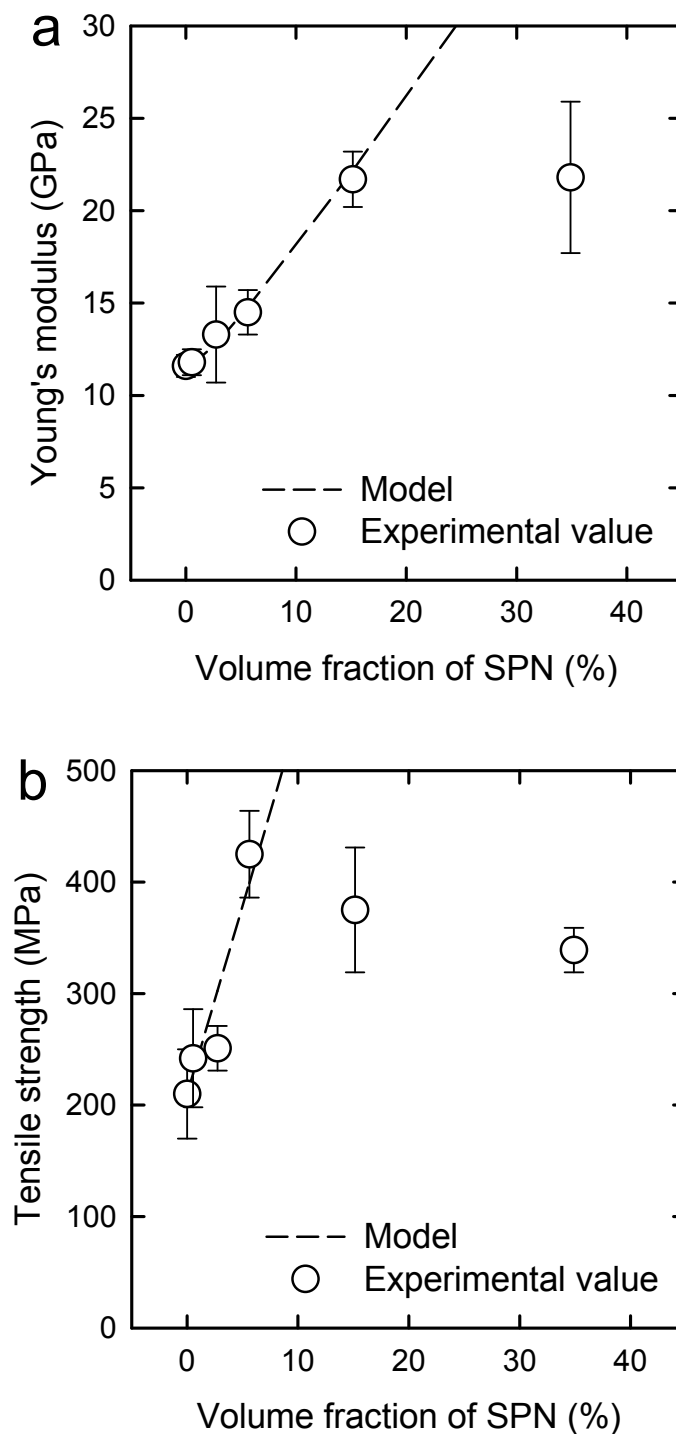 a
30
25
20
15
10
5
0
Young's modulus (GPa)
Model
Experimental value
0 10 20 30 40
Volume fraction of SPN (%)
b
500
400
300
200
100
0
Tensile strength (MPa)
Model
Experimental value
0 10 20 30 40
Volume fraction of SPN (%)